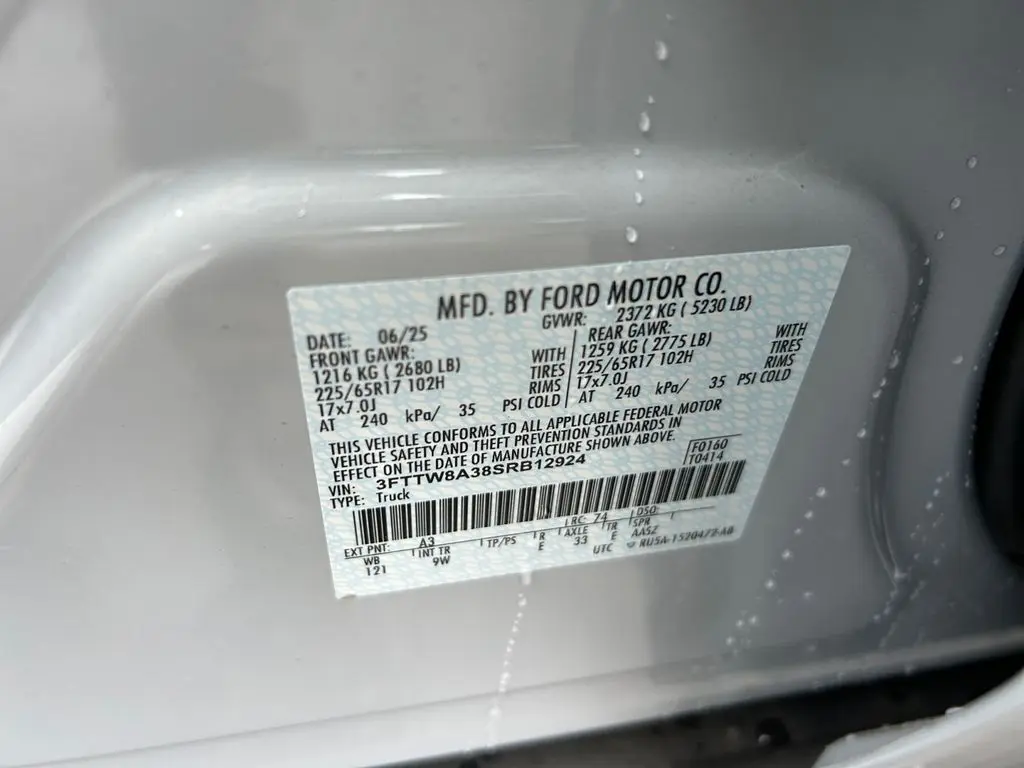 MFD. BY FORD MOTOR CO.
DATE: 06/25
GVWR: 2372 KG ( 5230 LB)
FRONT GAWR:
1216 KG ( 2680 LB)
WITH
225/65R17 102H
TIRES
17x7.0J
RIMS
AT 240 kPa/ 35 PSI COLD
REAR GAWR:
1259 KG ( 2775 LB)
WITH
225/65R17 102H
TIRES
17x7.0J
RIMS
AT 240 kPa/ 35 PSI COLD
THIS VEHICLE CONFORMS TO ALL APPLICABLE FEDERAL MOTOR
VEHICLE SAFETY AND THEFT PREVENTION STANDARDS IN
EFFECT ON THE DATE OF MANUFACTURE SHOWN ABOVE.
VIN: 3FTTW8A38SRB12924
TYPE: Truck
F0160
T0414
EXT PNT: A3 RC: Z4 DSO:
WB INT TR TP/PS R AXLE TR SPR
121 9W E 33 E AA5Z
UTC RU5A-1520472-AB